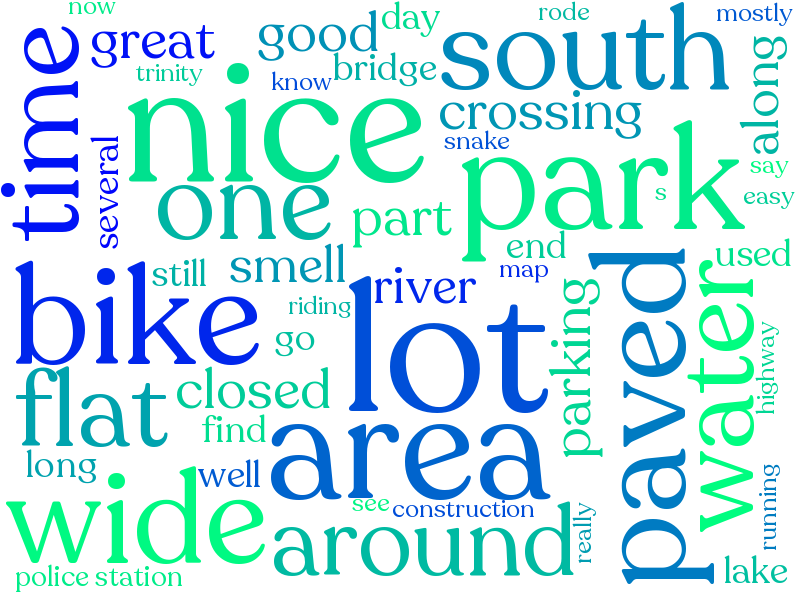 now
great
good
day
rode
mostly
time
trinity
know
bridge
south
along
several
nice
crossing
snake
one
part
park
s
say
easy
still
smell
end
map
used
bike
riding
river
lot
parking
paved
water
highway
go
flat
closed
find
area
long
well
wide
see
construction
around
really
running
police station
lake